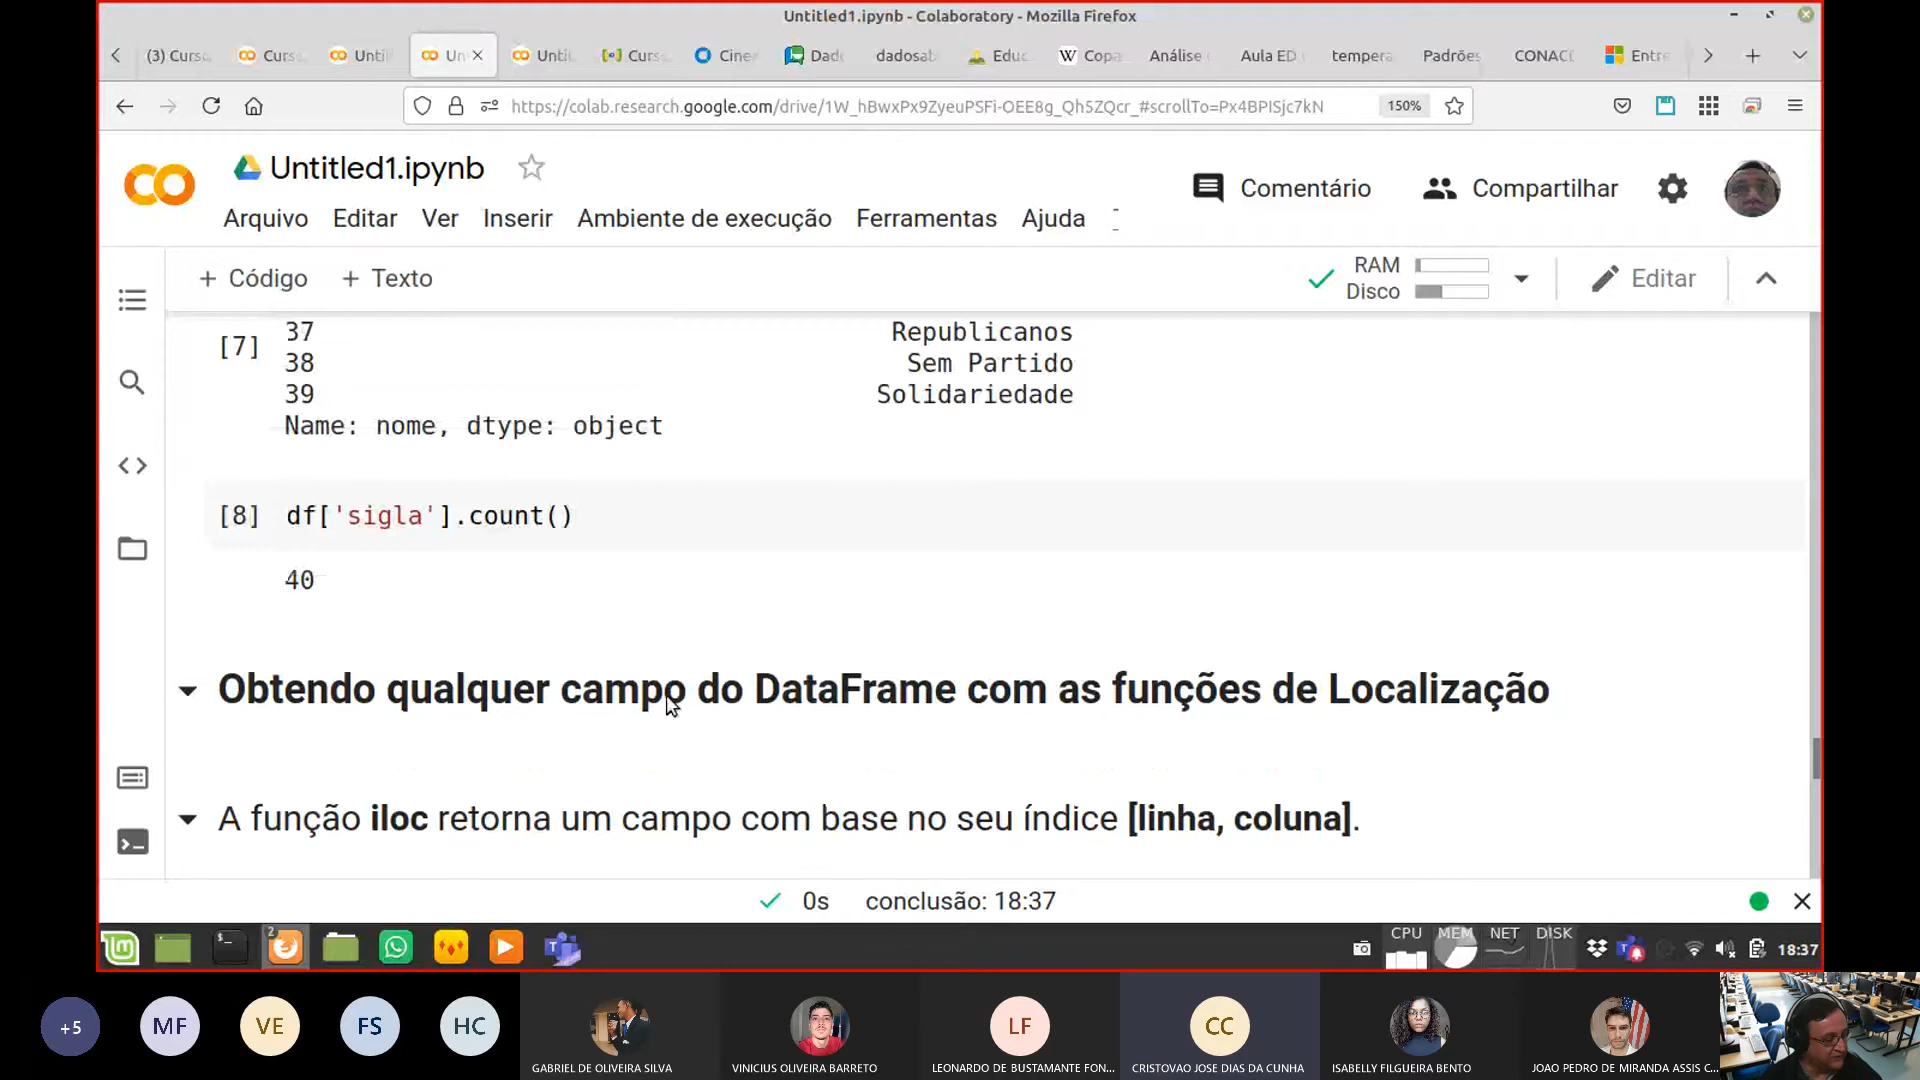 Untitled1.ipynb - Colaboratory - Mozilla Firefox
(3) Curso
Curso
Untit
Un
Untit
Curso
Cine
Dado
dadosab
Educ
Copa
Análise
Aula ED
tempera
Padrões
CONAC
Entre
https://colab.research.google.com/drive/1W_hBwxPx9ZyeuPSFi-OEE8g_Qh5ZQcr_#scrollTo=Px4BPISjc7kN
150%
Untitled1.ipynb
Comentário
Compartilhar
Arquivo Editar Ver Inserir Ambiente de execução Ferramentas Ajuda
+ Código + Texto
RAM
Disco
Editar
[7]
37 Republicanos
38 Sem Partido
39 Solidariedade
Name: nome, dtype: object
[8] df['sigla'].count()
40
Obtendo qualquer campo do DataFrame com as funções de Localização
A função iloc retorna um campo com base no seu índice [linha, coluna].
0s conclusão: 18:37
2
CPU MEM NET DISK
18:37
+5
MF
VE
FS
HC
LF
CC
GABRIEL DE OLIVEIRA SILVA
VINICIUS OLIVEIRA BARRETO
LEONARDO DE BUSTAMANTE FON...
CRISTOVAO JOSE DIAS DA CUNHA
ISABELLY FILGUEIRA BENTO
JOAO PEDRO DE MIRANDA ASSIS C...